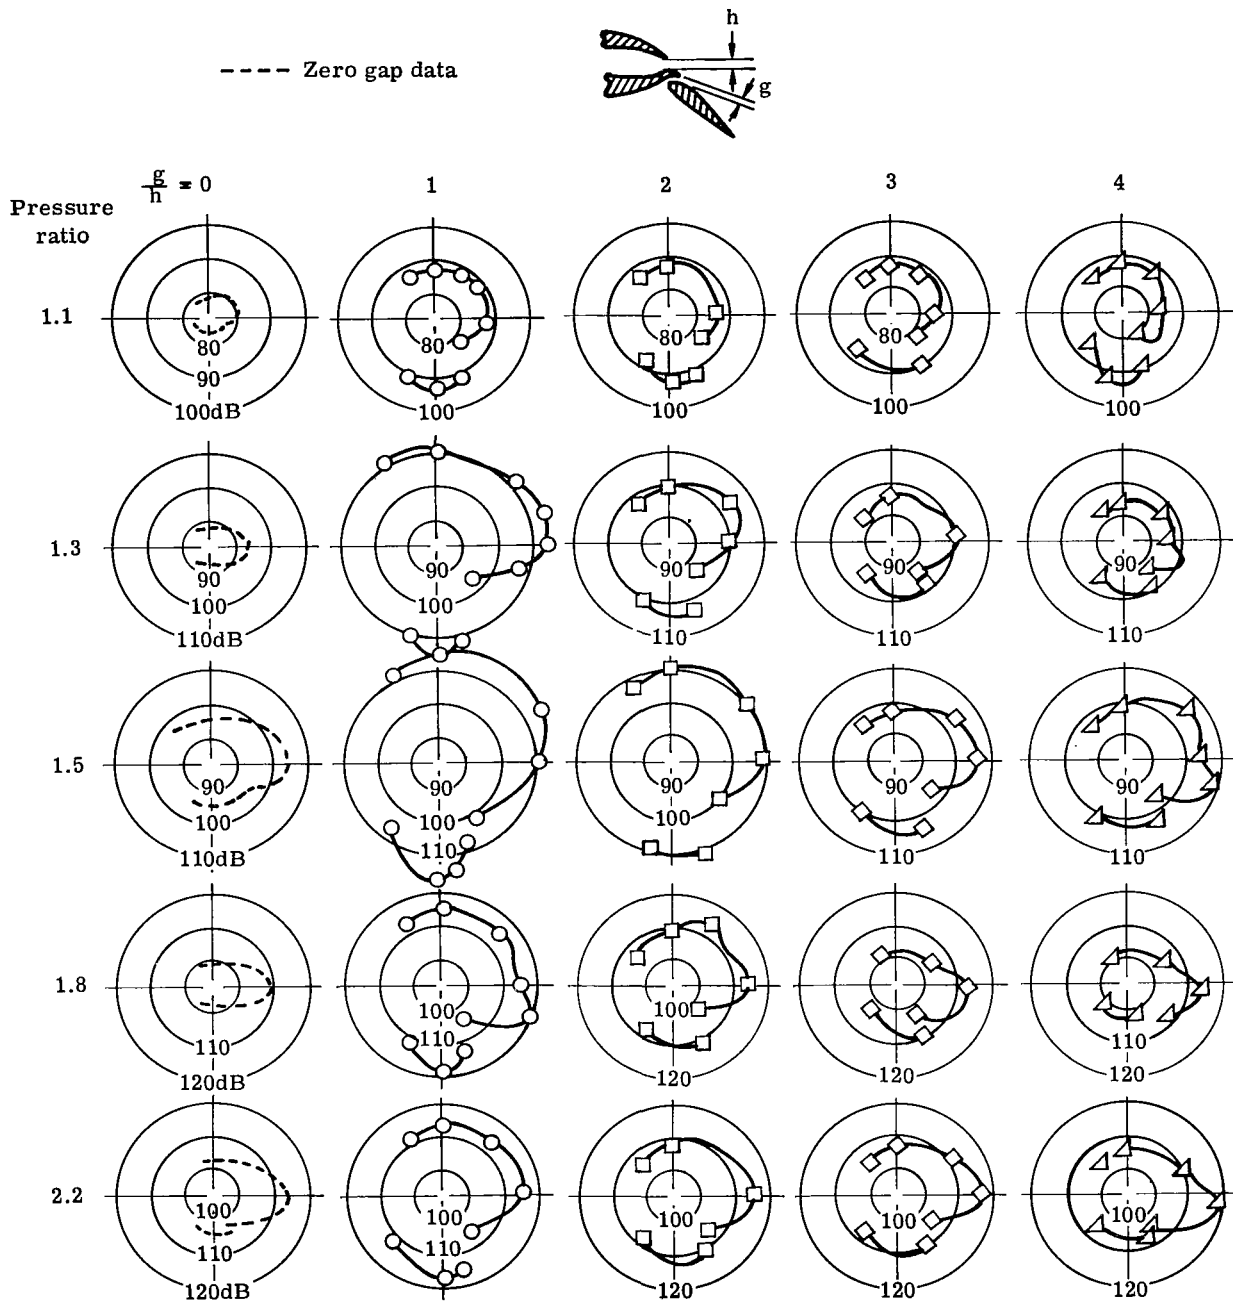 h
---- Zero gap data
g
g/h = 0 1 2 3 4
Pressure
ratio
1.1
80 80 80 80
90
100dB 100 100 100 100
1.3
90 90 90 90 90
100 100
110dB 110 110 110
1.5
90 90 90 90 90
100 100 100
110dB 110 110 110 110
1.8
100 100
110 110 110
120dB 120 120 120
2.2
100 100 100 100 100
110 110
120dB 120 120 120